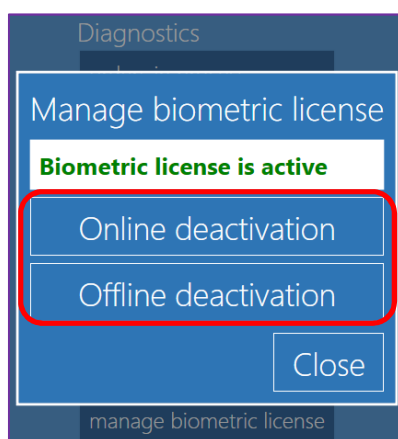 Diagnostics
Manage biometric license
Biometric license is active
Online deactivation
Offline deactivation
Close
manage biometric license